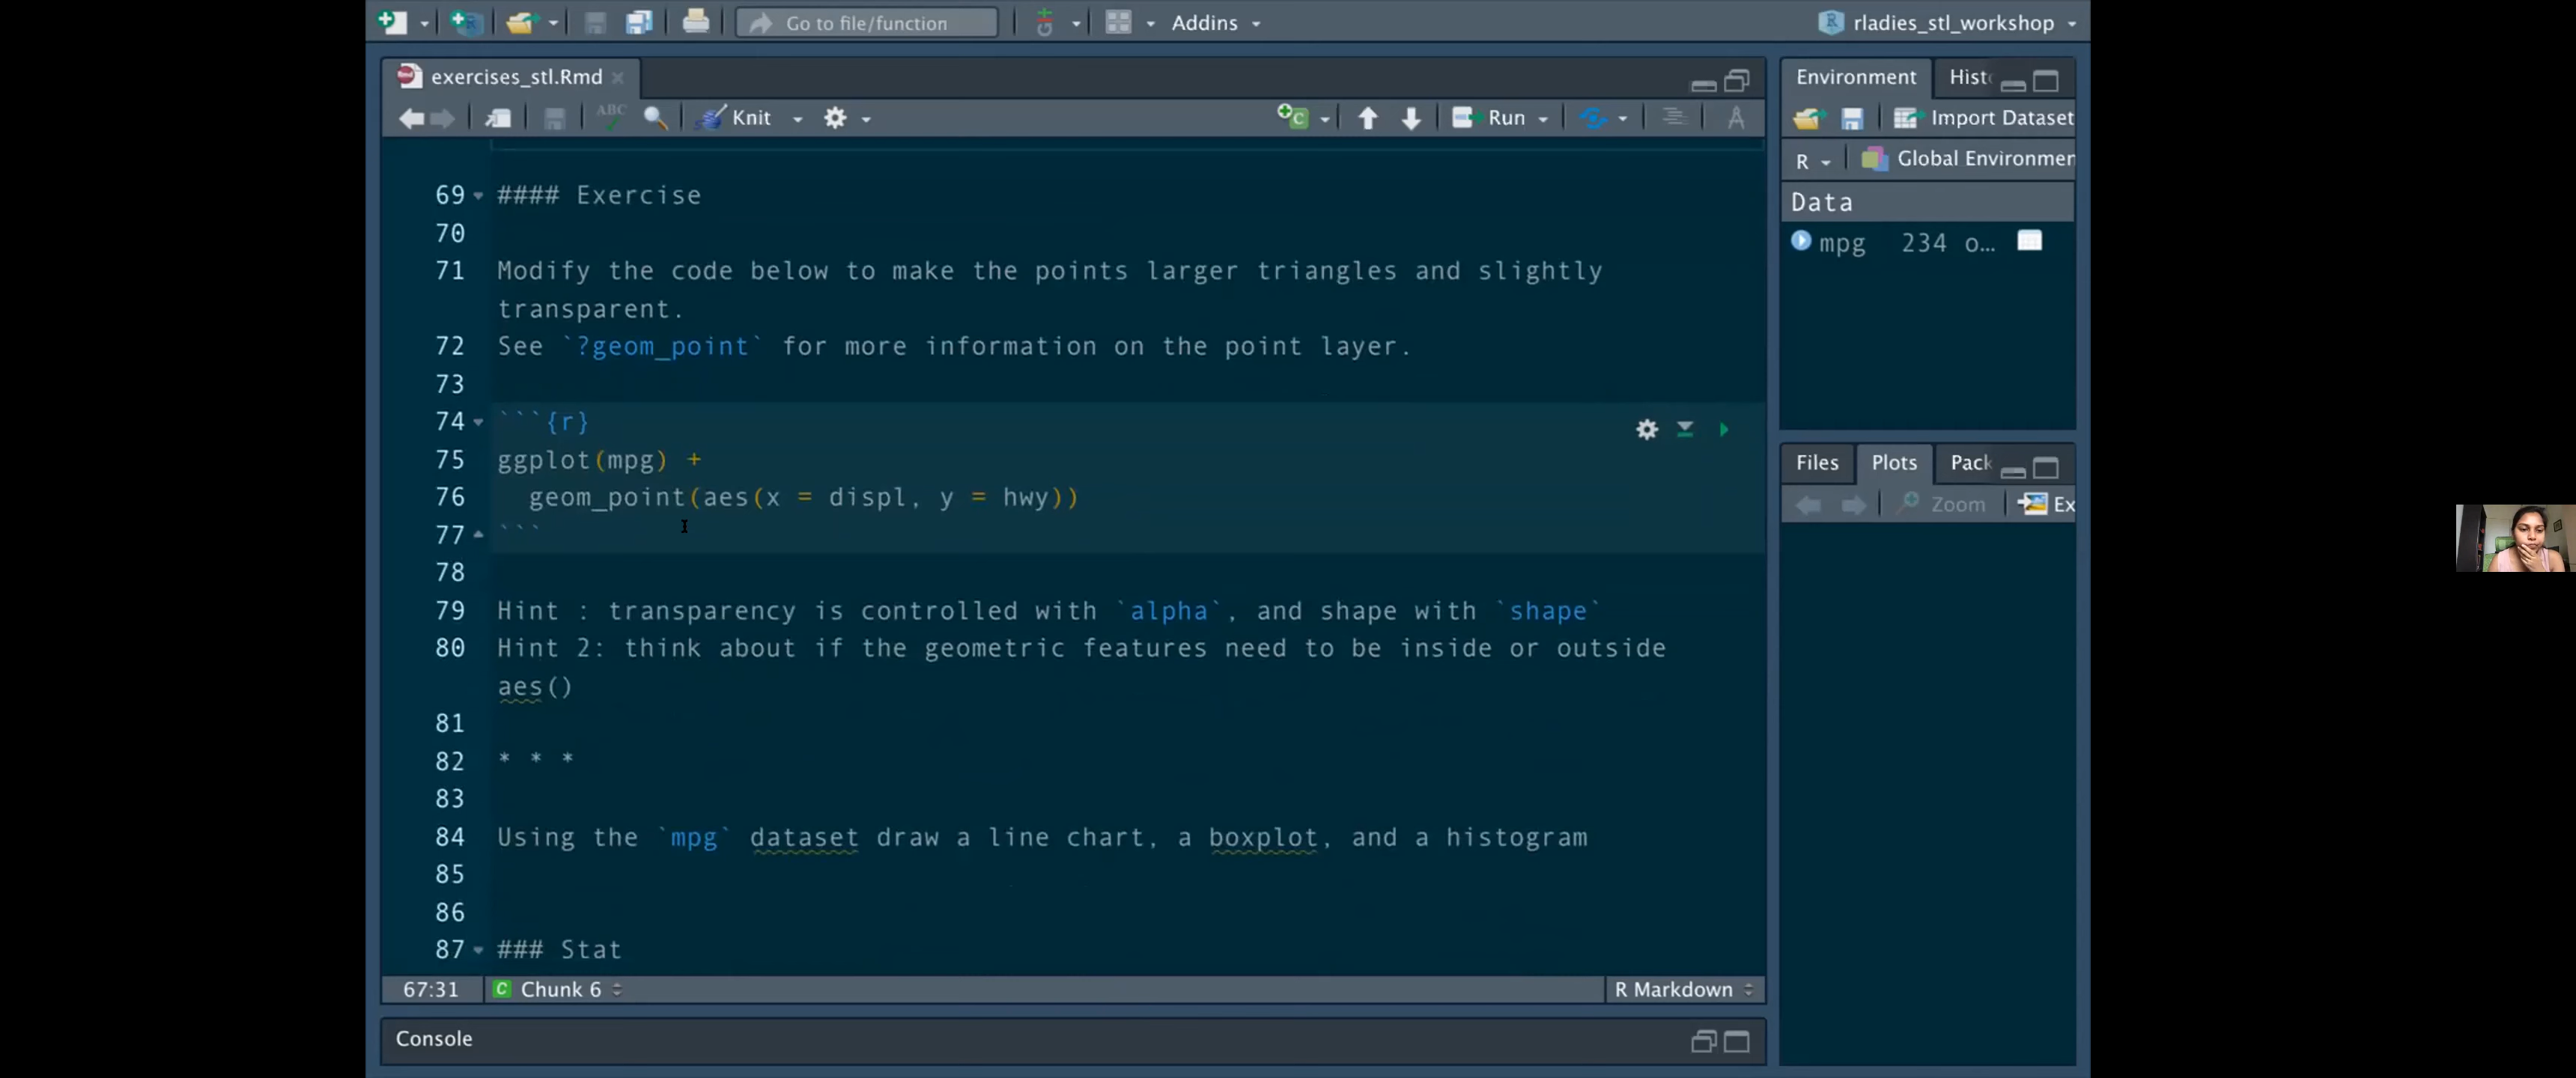 Go to file/function
Addins
rladies_stl_workshop
exercises_stl.Rmd
ABC
Knit
Run
69 #### Exercise
70
71 Modify the code below to make the points larger triangles and slightly
transparent.
72 See `?geom_point` for more information on the point layer.
73
74 ```{r}
75 ggplot(mpg) +
76   geom_point(aes(x = displ, y = hwy))
77 ```
78
79 Hint : transparency is controlled with `alpha`, and shape with `shape`
80 Hint 2: think about if the geometric features need to be inside or outside
aes()
81
82 * * *
83
84 Using the `mpg` dataset draw a line chart, a boxplot, and a histogram
85
86
87 ### Stat
67:31
C Chunk 6
R Markdown
Console
Environment
Histo
Import Dataset
R
Global Environmen
Data
mpg 234 o...
Files
Plots
Pack
Zoom
Ex